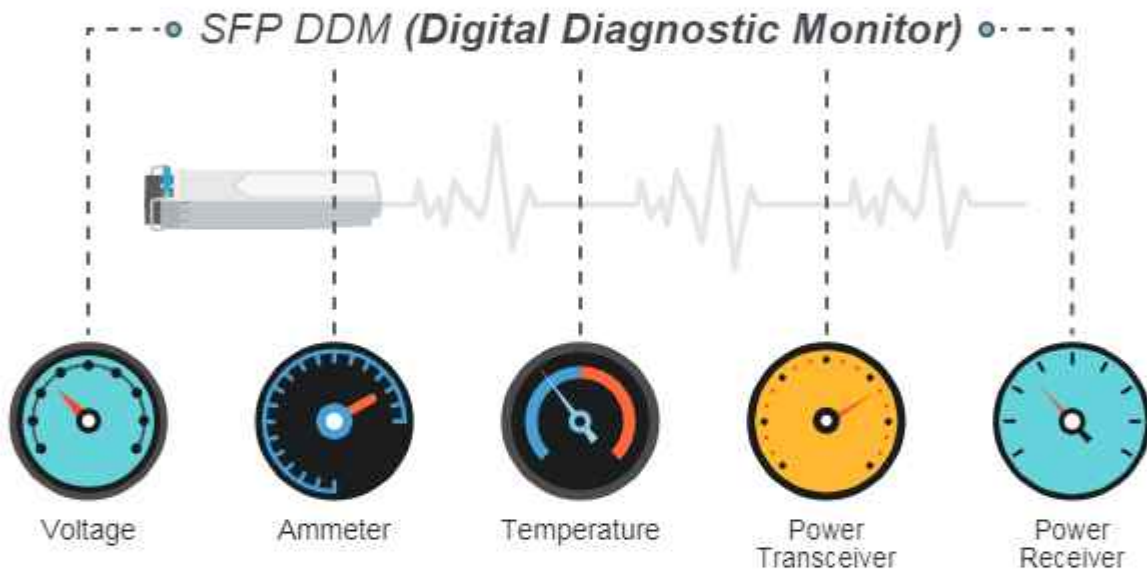 SFP DDM (Digital Diagnostic Monitor)
Voltage
Ammeter
Temperature
Power
Transceiver
Power
Receiver